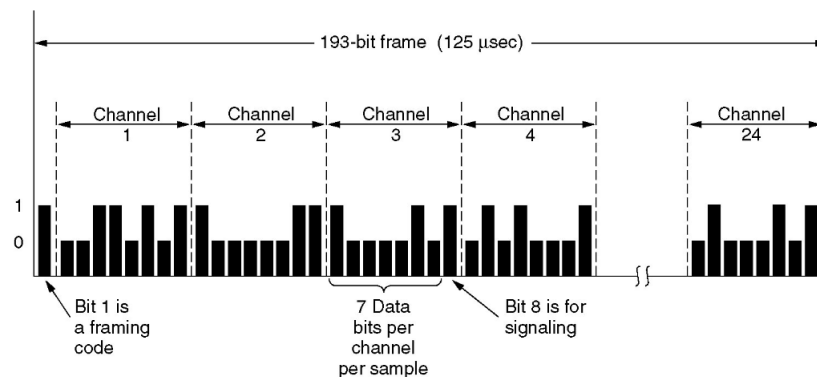 193-bit frame (125 μsec)
Channel
1
Channel
2
Channel
3
Channel
4
Channel
24
1
0
Bit 1 is
a framing
code
7 Data
bits per
channel
per sample
Bit 8 is for
signaling